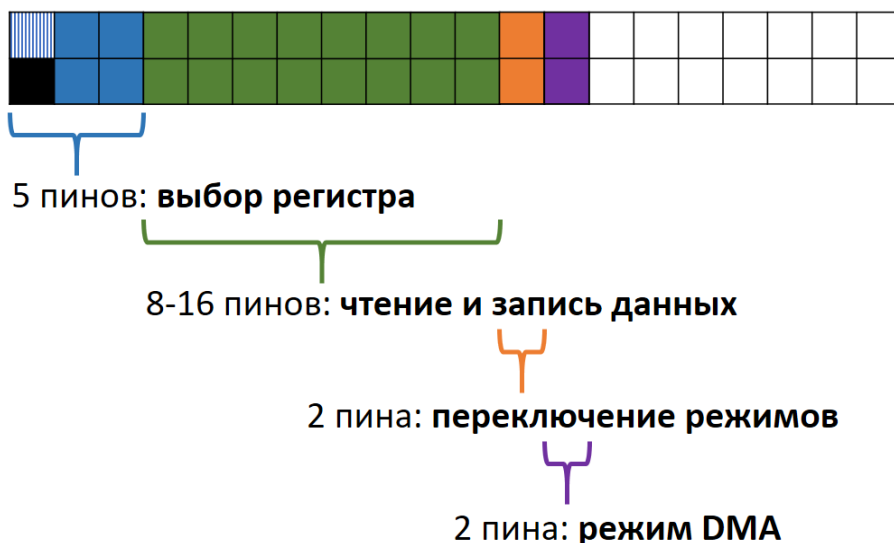 5 пинов: выбор регистра
8-16 пинов: чтение и запись данных
2 пина: переключение режимов
2 пина: режим DMA